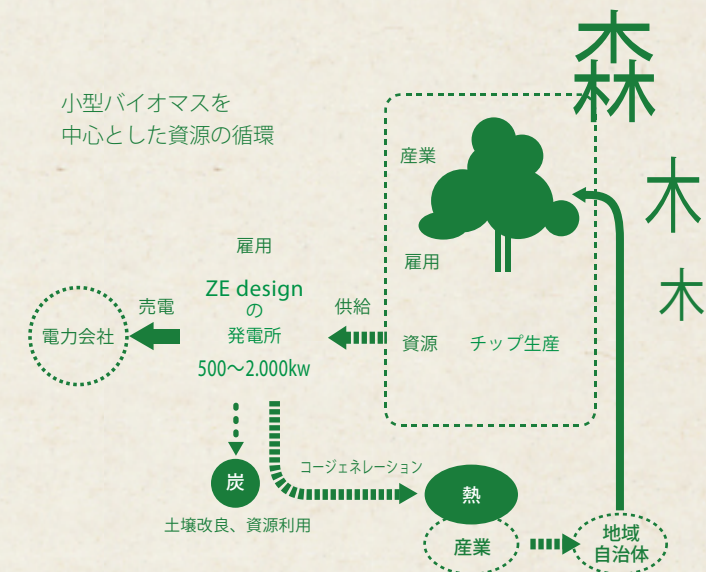 森
木
木
小型バイオマスを
中心とした資源の循環
産業
雇用
資源 チップ生産
供給
雇用
ZE design
の
発電所
500〜2.000kw
売電
電力会社
炭
土壌改良、資源利用
コージェネレーション
熱
産業
地域
自治体